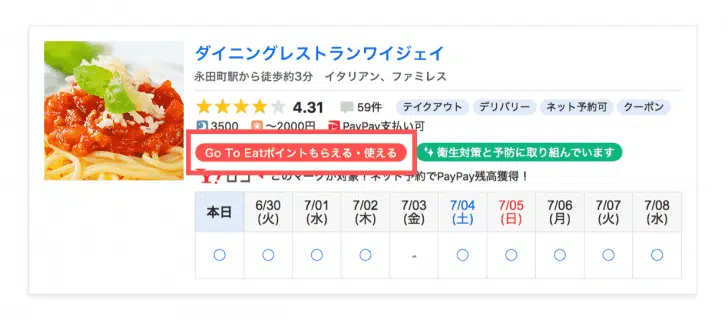 ダイニングレストランワイジェイ
永田町駅から徒歩約3分 イタリアン、ファミレス
4.31 59件 テイクアウト デリバリー ネット予約可 クーポン
3500 〜2000円 PayPay支払い可
Go To Eatポイントもらえる・使える 衛生対策と予防に取り組んでいます
このマークが対象！ネット予約でPayPay残高獲得！
本日 6/30 7/01 7/02 7/03 7/04 7/05 7/06 7/07 7/08
(火) (水) (木) (金) (土) (日) (月) (火) (水)
○ ○ ○ ○ - ○ ○ ○ ○ ○